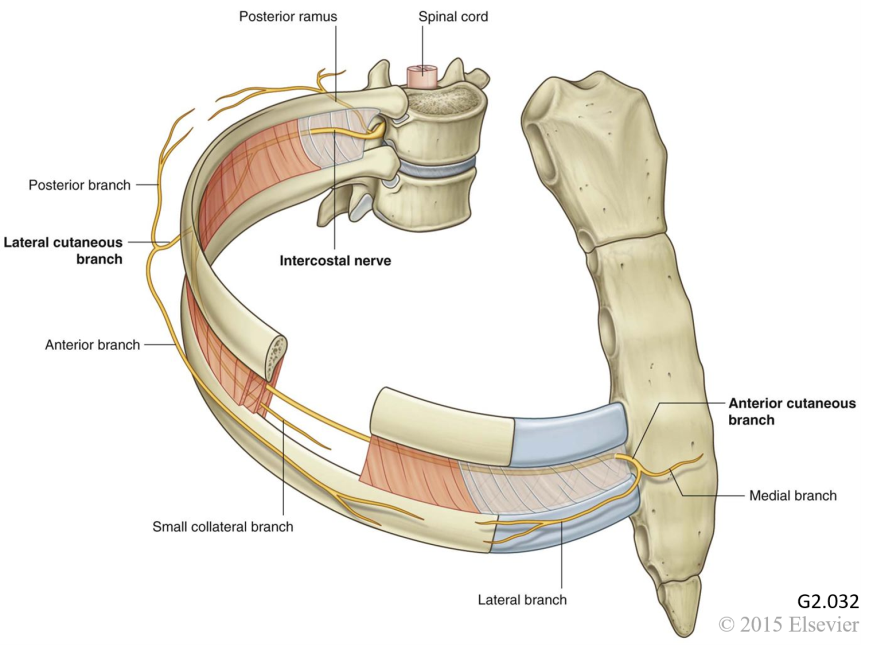 Posterior ramus
Spinal cord
Posterior branch
Lateral cutaneous
branch
Intercostal nerve
Anterior branch
Anterior cutaneous
branch
Medial branch
Small collateral branch
Lateral branch
G2.032
© 2015 Elsevier